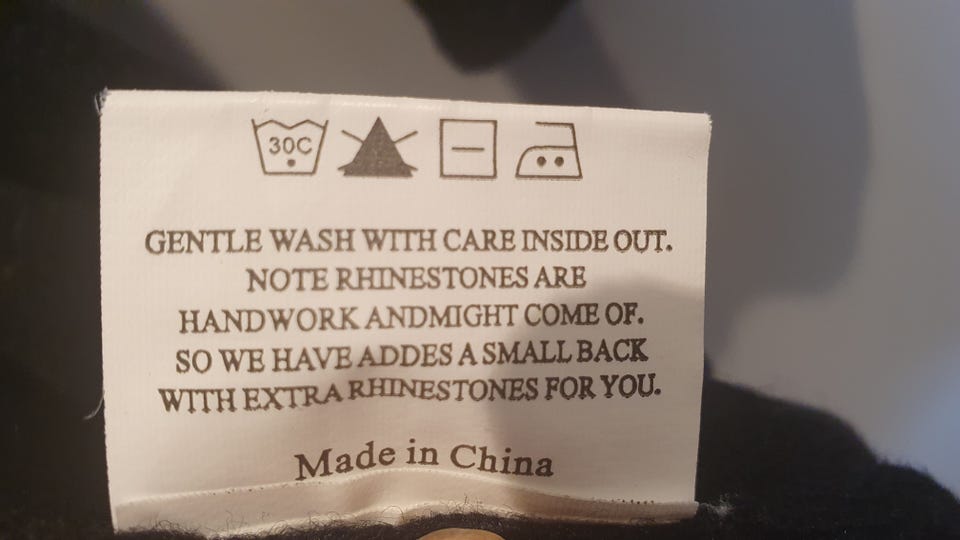 30C
GENTLE WASH WITH CARE INSIDE OUT.
NOTE RHINESTONES ARE
HANDWORK ANDMIGHT COME OF.
SO WE HAVE ADDES A SMALL BACK
WITH EXTRA RHINESTONES FOR YOU.
Made in China